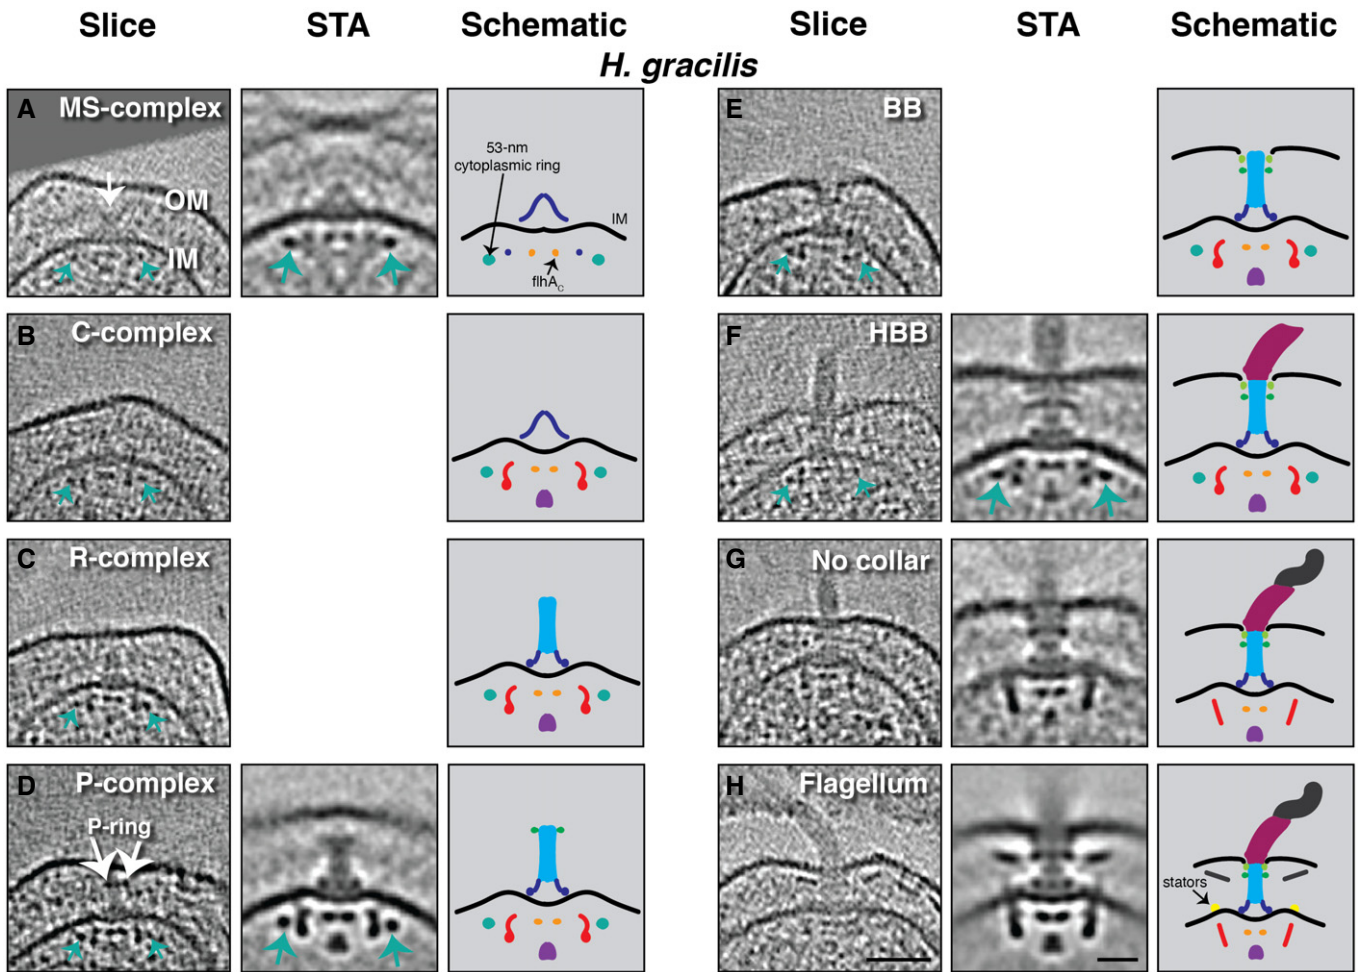 Slice STA Schematic Slice STA Schematic
H. gracilis
A MS-complex
OM
IM
53-nm
cytoplasmic ring
IM
flhAC
E BB
B C-complex
F HBB
C R-complex
G No collar
D P-complex
P-ring
H Flagellum
stators